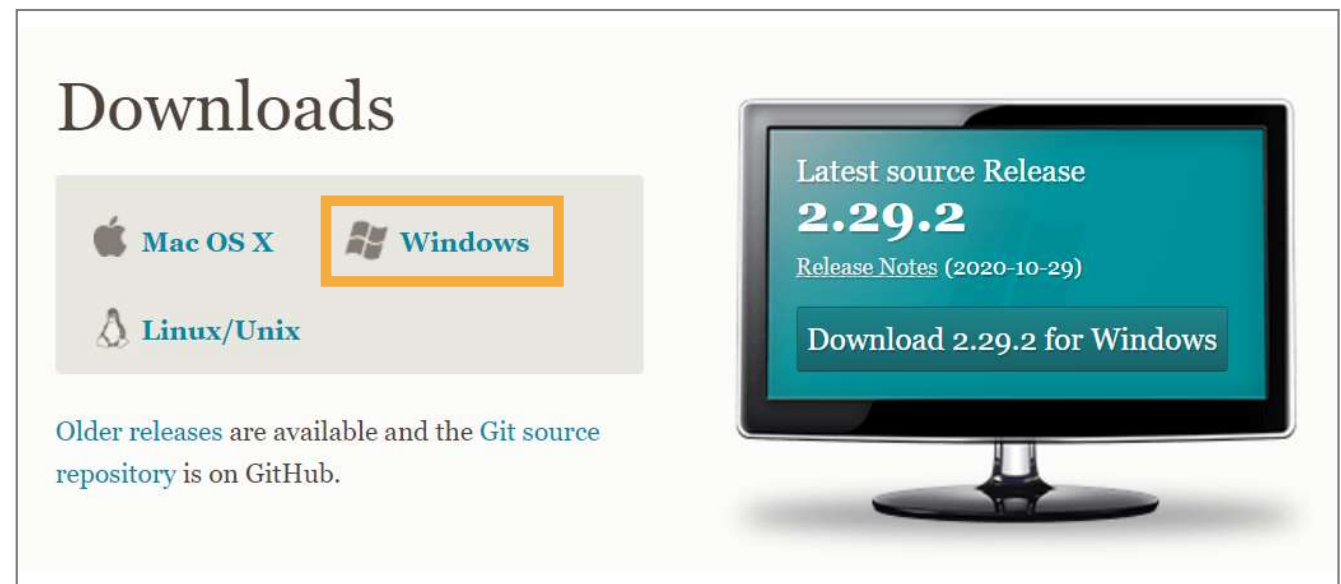 Downloads
Mac OS X
Windows
Linux/Unix
Older releases are available and the Git source
repository is on GitHub.
Latest source Release
2.29.2
Release Notes (2020-10-29)
Download 2.29.2 for Windows